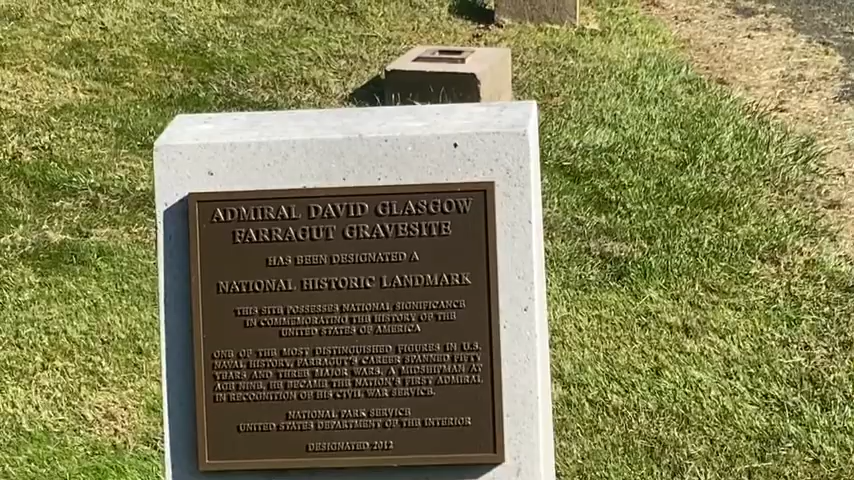 ADMIRAL DAVID GLASGOW
FARRAGUT GRAVESITE
HAS BEEN DESIGNATED A
NATIONAL HISTORIC LANDMARK
THIS SITE POSSESSES NATIONAL SIGNIFICANCE
IN COMMEMORATING THE HISTORY OF THE
UNITED STATES OF AMERICA
ONE OF THE MOST DISTINGUISHED FIGURES IN U.S.
NAVAL HISTORY, FARRAGUT'S CAREER SPANNED FIFTY
YEARS AND THREE MAJOR WARS. A MIDSHIPMAN AT
AGE NINE, HE BECAME THE NATION'S FIRST ADMIRAL
IN RECOGNITION OF HIS CIVIL WAR SERVICE.
NATIONAL PARK SERVICE
UNITED STATES DEPARTMENT OF THE INTERIOR
DESIGNATED 2012